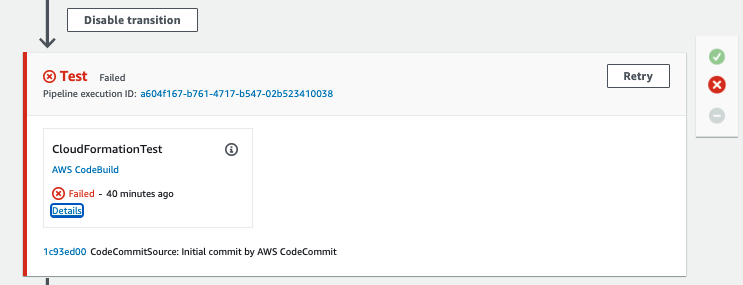 Disable transition
Test Failed
Retry
Pipeline execution ID: a604f167-b761-4717-b547-02b523410038
CloudFormationTest
AWS CodeBuild
Failed - 40 minutes ago
Details
1c93ed00 CodeCommitSource: Initial commit by AWS CodeCommit